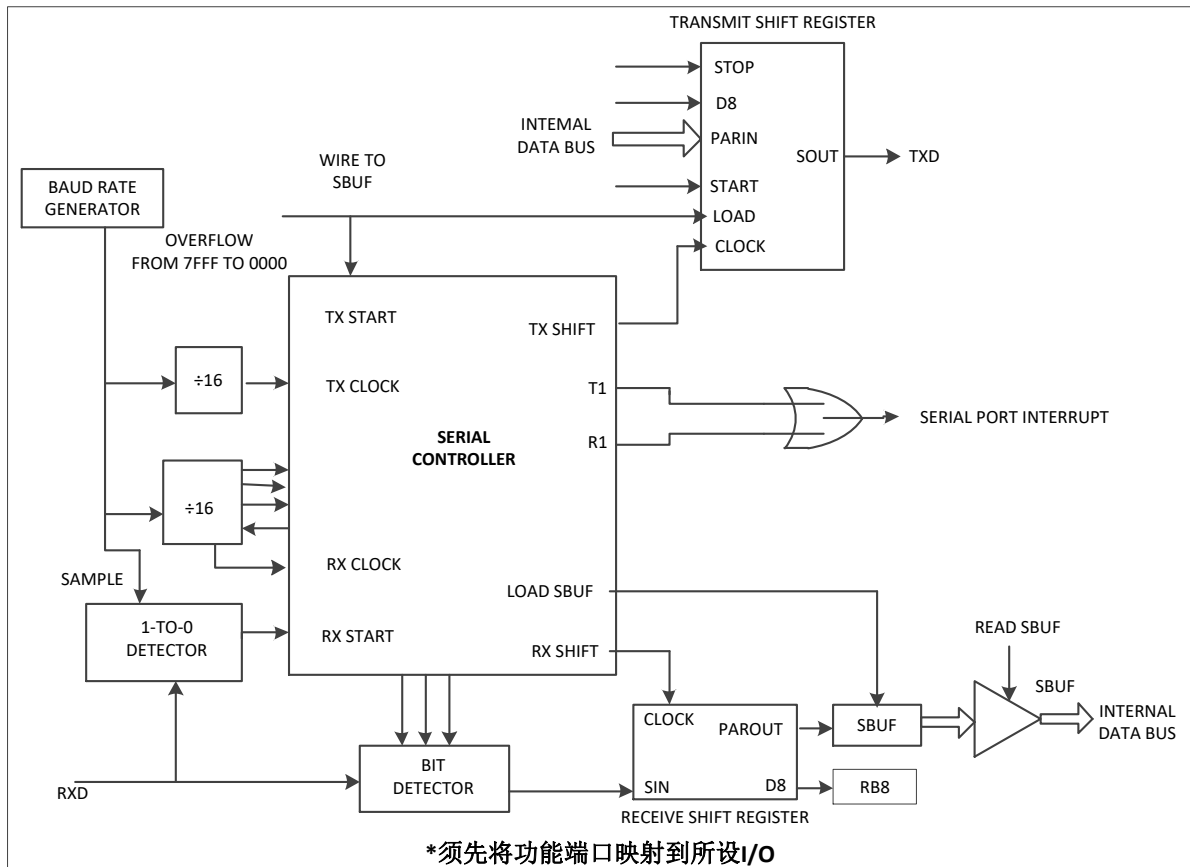 TRANSMIT SHIFT REGISTER
STOP
D8
INTEMAL
DATA BUS
PARIN
SOUT
TXD
START
LOAD
CLOCK
WIRE TO
SBUF
BAUD RATE
GENERATOR
OVERFLOW
FROM 7FFF TO 0000
TX START
TX SHIFT
÷16
TX CLOCK
T1
SERIAL PORT INTERRUPT
SERIAL
CONTROLLER
R1
÷16
RX CLOCK
SAMPLE
LOAD SBUF
1-TO-0
DETECTOR
RX START
RX SHIFT
READ SBUF
SBUF
CLOCK
PAROUT
SBUF
INTERNAL
DATA BUS
BIT
DETECTOR
RXD
SIN
D8
RB8
RECEIVE SHIFT REGISTER
*须先将功能端口映射到所设I/O